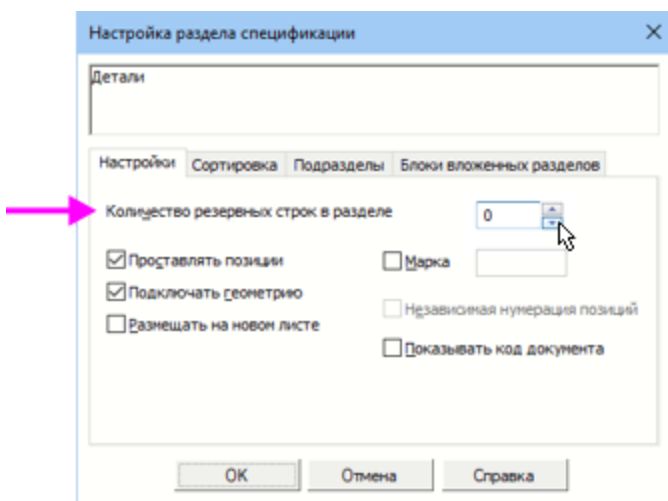 Настройка раздела спецификации
Детали
Настройки Сортировка Подразделы Блоки вложенных разделов
Количество резервных строк в разделе 0
Проставлять позиции Марка
Подключать геометрию
Независимая нумерация позиций
Размещать на новом листе
Показывать код документа
OK Отмена Справка